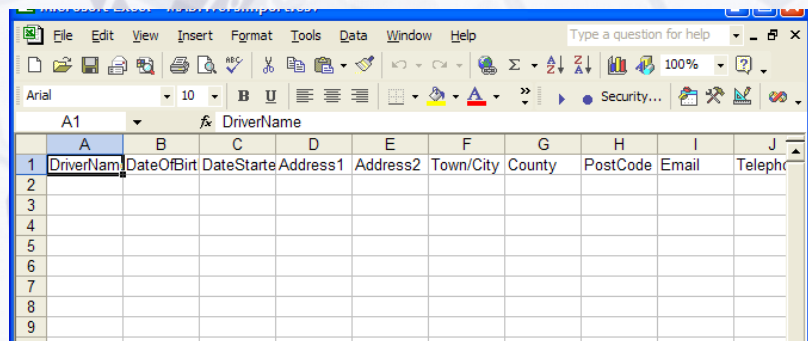 File Edit View Insert Format Tools Data Window Help Type a question for help
100%
Arial 10 B U Security...
A1 fx DriverName
A B C D E F G H I J
1 DriverNam DateOfBirt DateStarte Address1 Address2 Town/City County PostCode Email Telepho
2
3
4
5
6
7
8
9